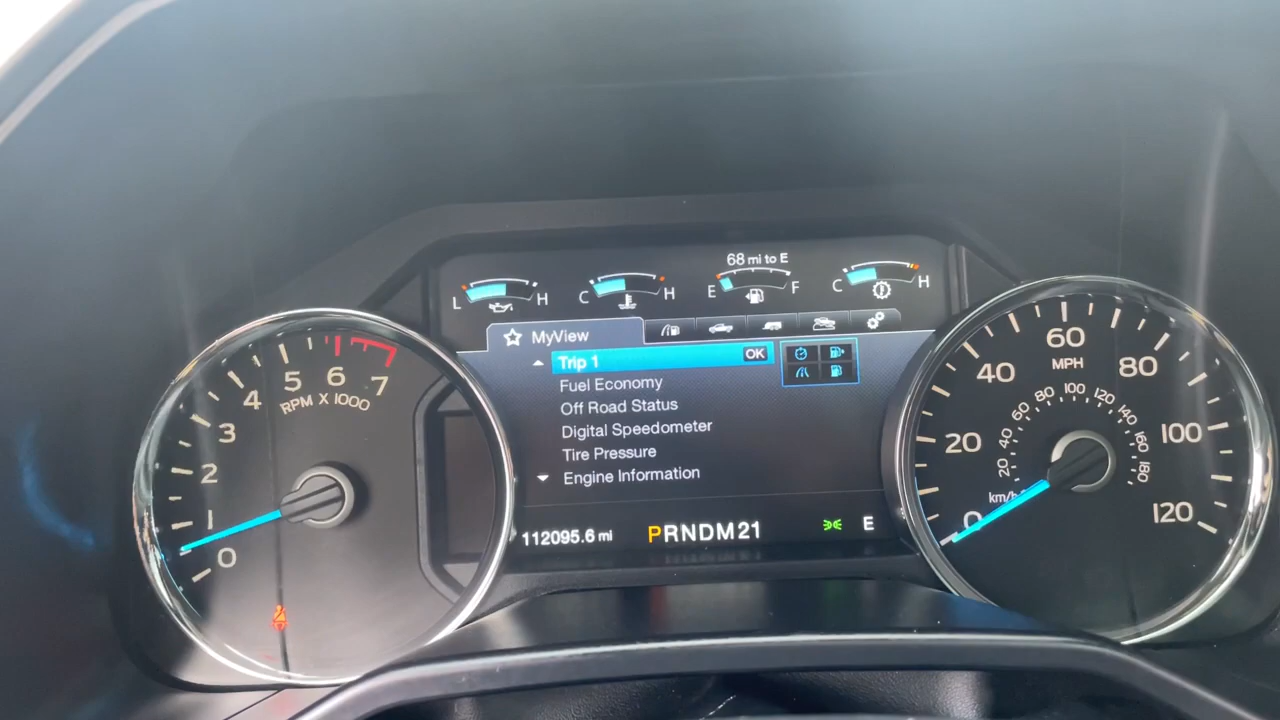 68 mi to E
L H
C H
E F
C H
MyView
Trip 1 OK
Fuel Economy
Off Road Status
Digital Speedometer
Tire Pressure
Engine Information
112095.6 mi
PRNDM21
E
0
1
2
3
4
5
6
7
RPM X 1000
0
20
40
60
80
100
120
MPH
km/h
20
40
60
80
100
120
140
160
180